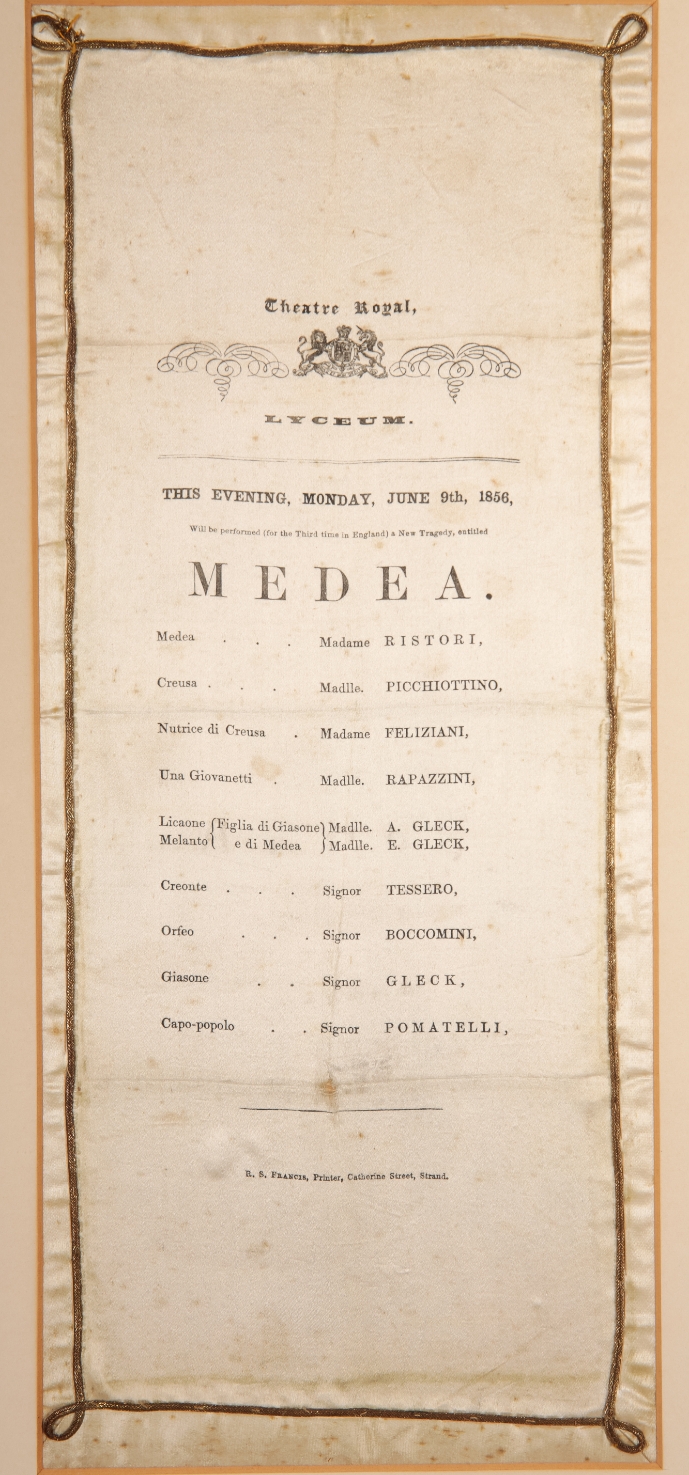 Theatre Royal,
LYCEUM.
THIS EVENING, MONDAY, JUNE 9th, 1856,
Will be performed (for the Third time in England) a New Tragedy, entitled
MEDEA.
Medea . . . Madame RISTORI,
Creusa . . . Madlle. PICCHIOTTINO,
Nutrice di Creusa . Madame FELIZIANI,
Una Giovanetti . Madlle. RAPAZZINI,
Licaone {Figlia di Giasone} Madlle. A. GLECK,
Melanto { e di Medea } Madlle. E. GLECK,
Creonte . . . Signor TESSERO,
Orfeo . . . Signor BOCCOMINI,
Giasone . . Signor GLECK,
Capo-popolo . . Signor POMATELLI,
R. S. FRANCIS, Printer, Catherine Street, Strand.